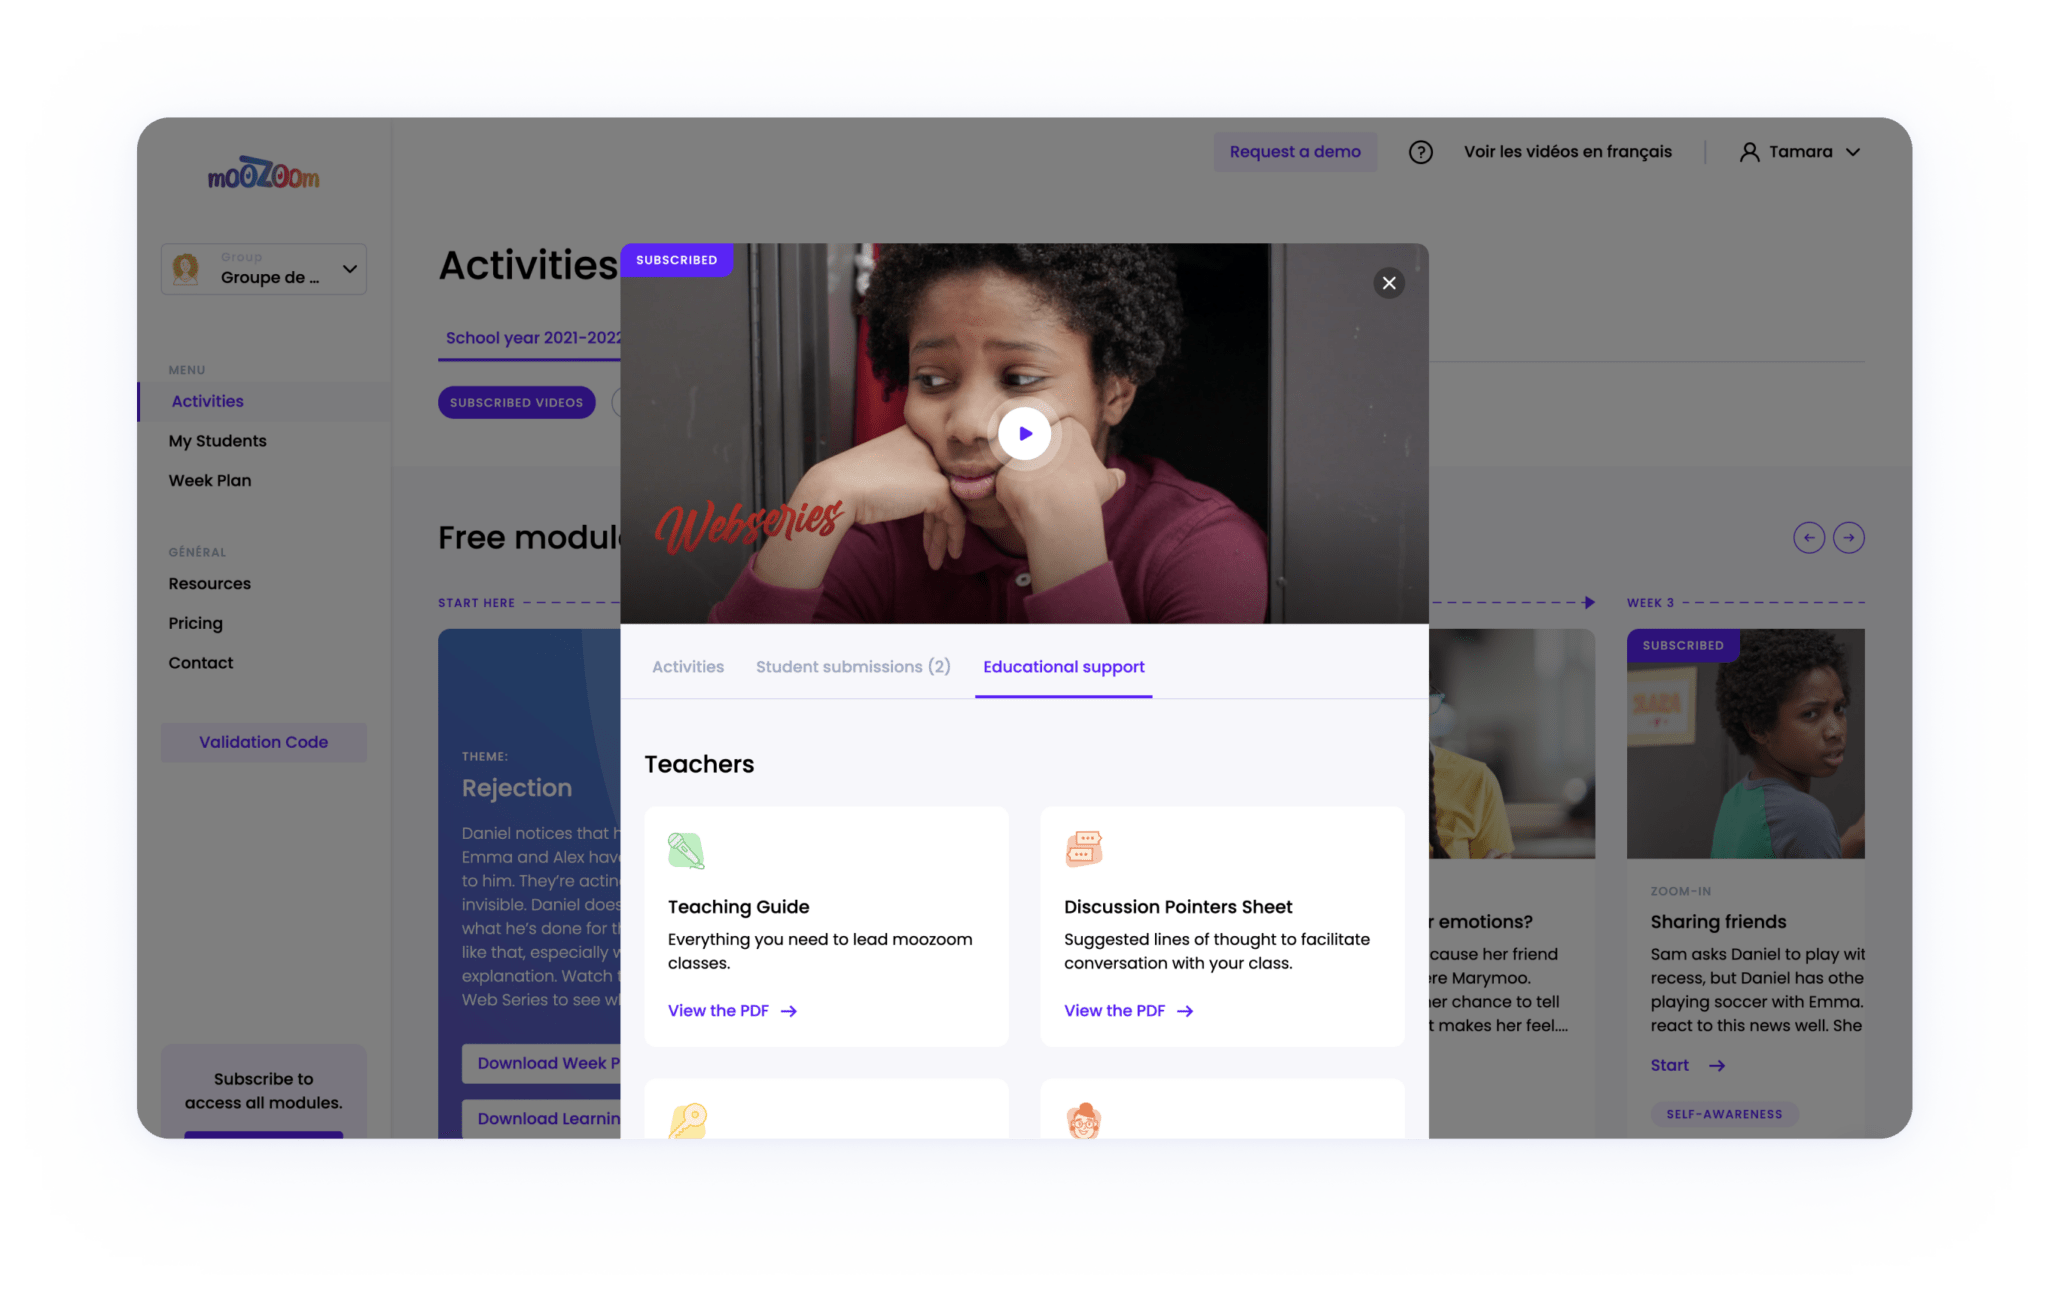 mooZoom
Request a demo
Voir les vidéos en français
Tamara
Group
Groupe de ...
MENU
Activities
My Students
Week Plan
GÉNÉRAL
Resources
Pricing
Contact
Validation Code
Subscribe to
access all modules.
Activities
School year 2021-2022
SUBSCRIBED VIDEOS
Free modul
START HERE
THEME:
Rejection
Daniel notices that
Emma and Alex hav
to him. They're actin
invisible. Daniel does
what he's done for
like that, especially
explanation. Watch
Web Series to see
Download Week P
Download Learnin
SUBSCRIBED
Webseries
Activities
Student submissions (2)
Educational support
Teachers
Teaching Guide
Everything you need to lead moozoom
classes.
View the PDF
Discussion Pointers Sheet
Suggested lines of thought to facilitate
conversation with your class.
View the PDF
emotions?
cause her friend
re Marymoo.
er chance to tell
t makes her feel....
WEEK 3
SUBSCRIBED
ZOOM-IN
Sharing friends
Sam asks Daniel to play wit
recess, but Daniel has othe
playing soccer with Emma.
react to this news well. She
Start
SELF-AWARENESS